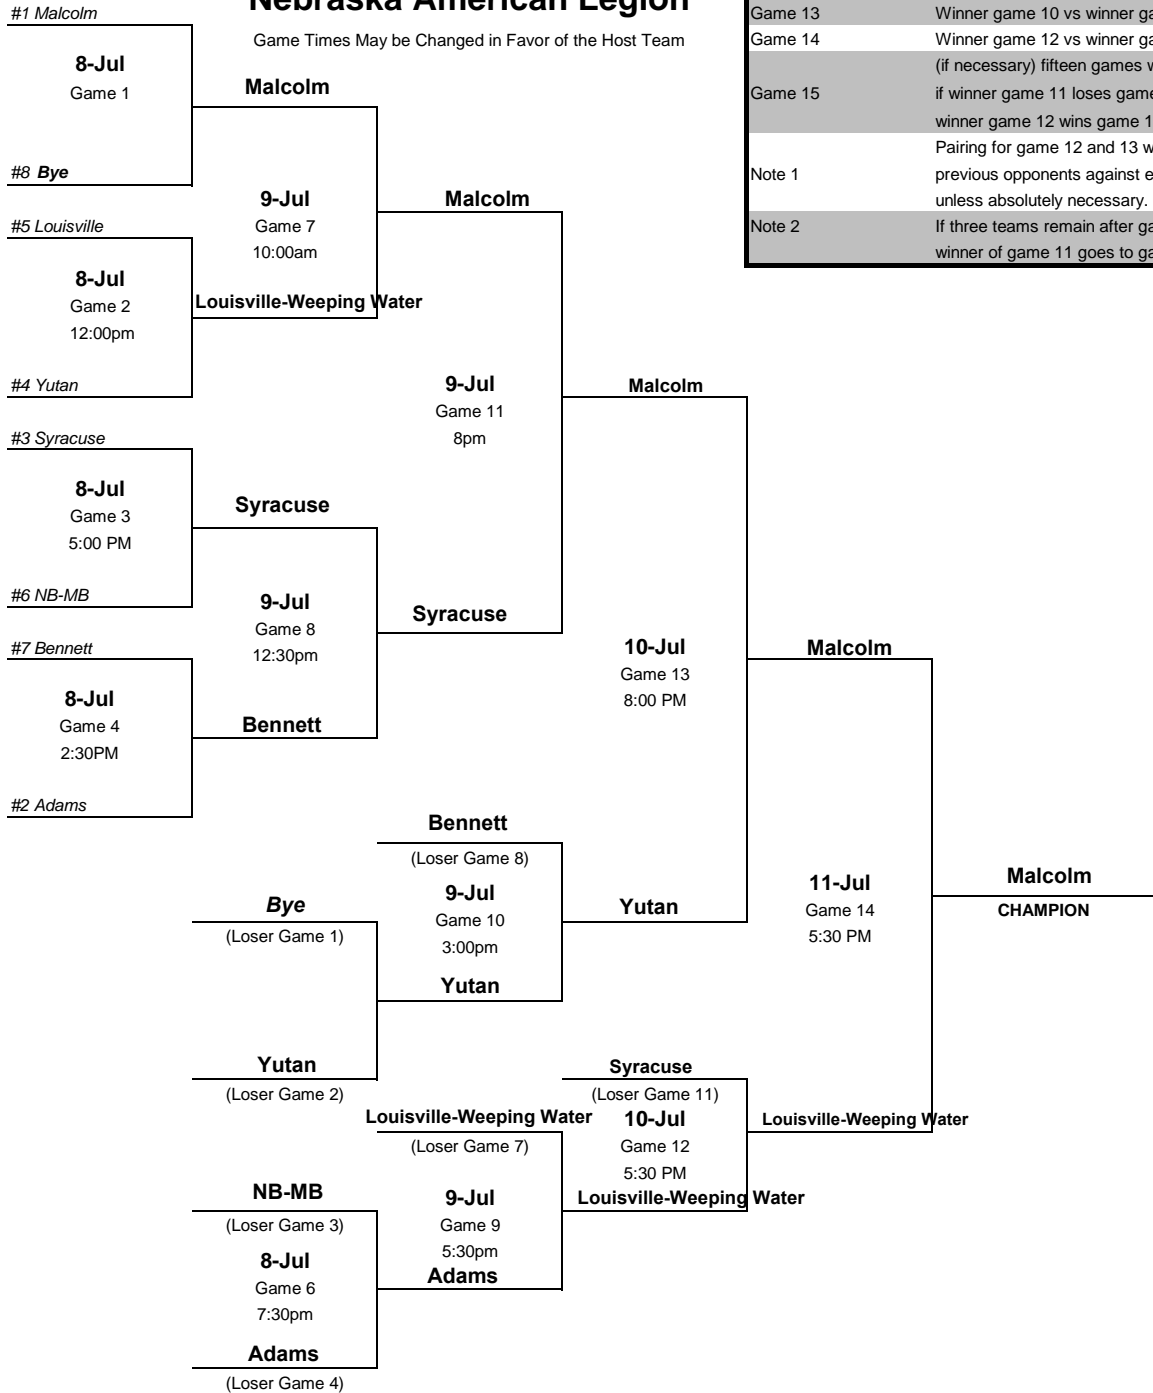 Nebraska American Legion
Game Times May be Changed in Favor of the Host Team
Game 13 Winner game 10 vs winner
Game 14 Winner game 12 vs winner
(if necessary) fifteen games
Game 15 if winner game 11 loses
winner game 12 wins game
Pairing for game 12 and 13
Note 1 previous opponents against
unless absolutely necessary.
Note 2 If three teams remain after
winner of game 11 goes to
#1 Malcolm
8-Jul
Game 1
#8 Bye
Malcolm
#5 Louisville
8-Jul
Game 2
12:00pm
#4 Yutan
Louisville-Weeping Water
9-Jul
Game 7
10:00am
Malcolm
#3 Syracuse
8-Jul
Game 3
5:00 PM
#6 NB-MB
Syracuse
#7 Bennett
8-Jul
Game 4
2:30PM
#2 Adams
Bennett
9-Jul
Game 8
12:30pm
Syracuse
9-Jul
Game 11
8pm
Malcolm
10-Jul
Game 13
8:00 PM
Malcolm
Bennett
(Loser Game 8)
9-Jul
Game 10
3:00pm
Yutan
Yutan
Bye
(Loser Game 1)
Yutan
(Loser Game 2)
11-Jul
Game 14
5:30 PM
Malcolm
CHAMPION
Syracuse
(Loser Game 11)
10-Jul
Game 12
5:30 PM
Louisville-Weeping Water
Louisville-Weeping Water
Louisville-Weeping Water
(Loser Game 7)
9-Jul
Game 9
5:30pm
Adams
NB-MB
(Loser Game 3)
8-Jul
Game 6
7:30pm
Adams
(Loser Game 4)